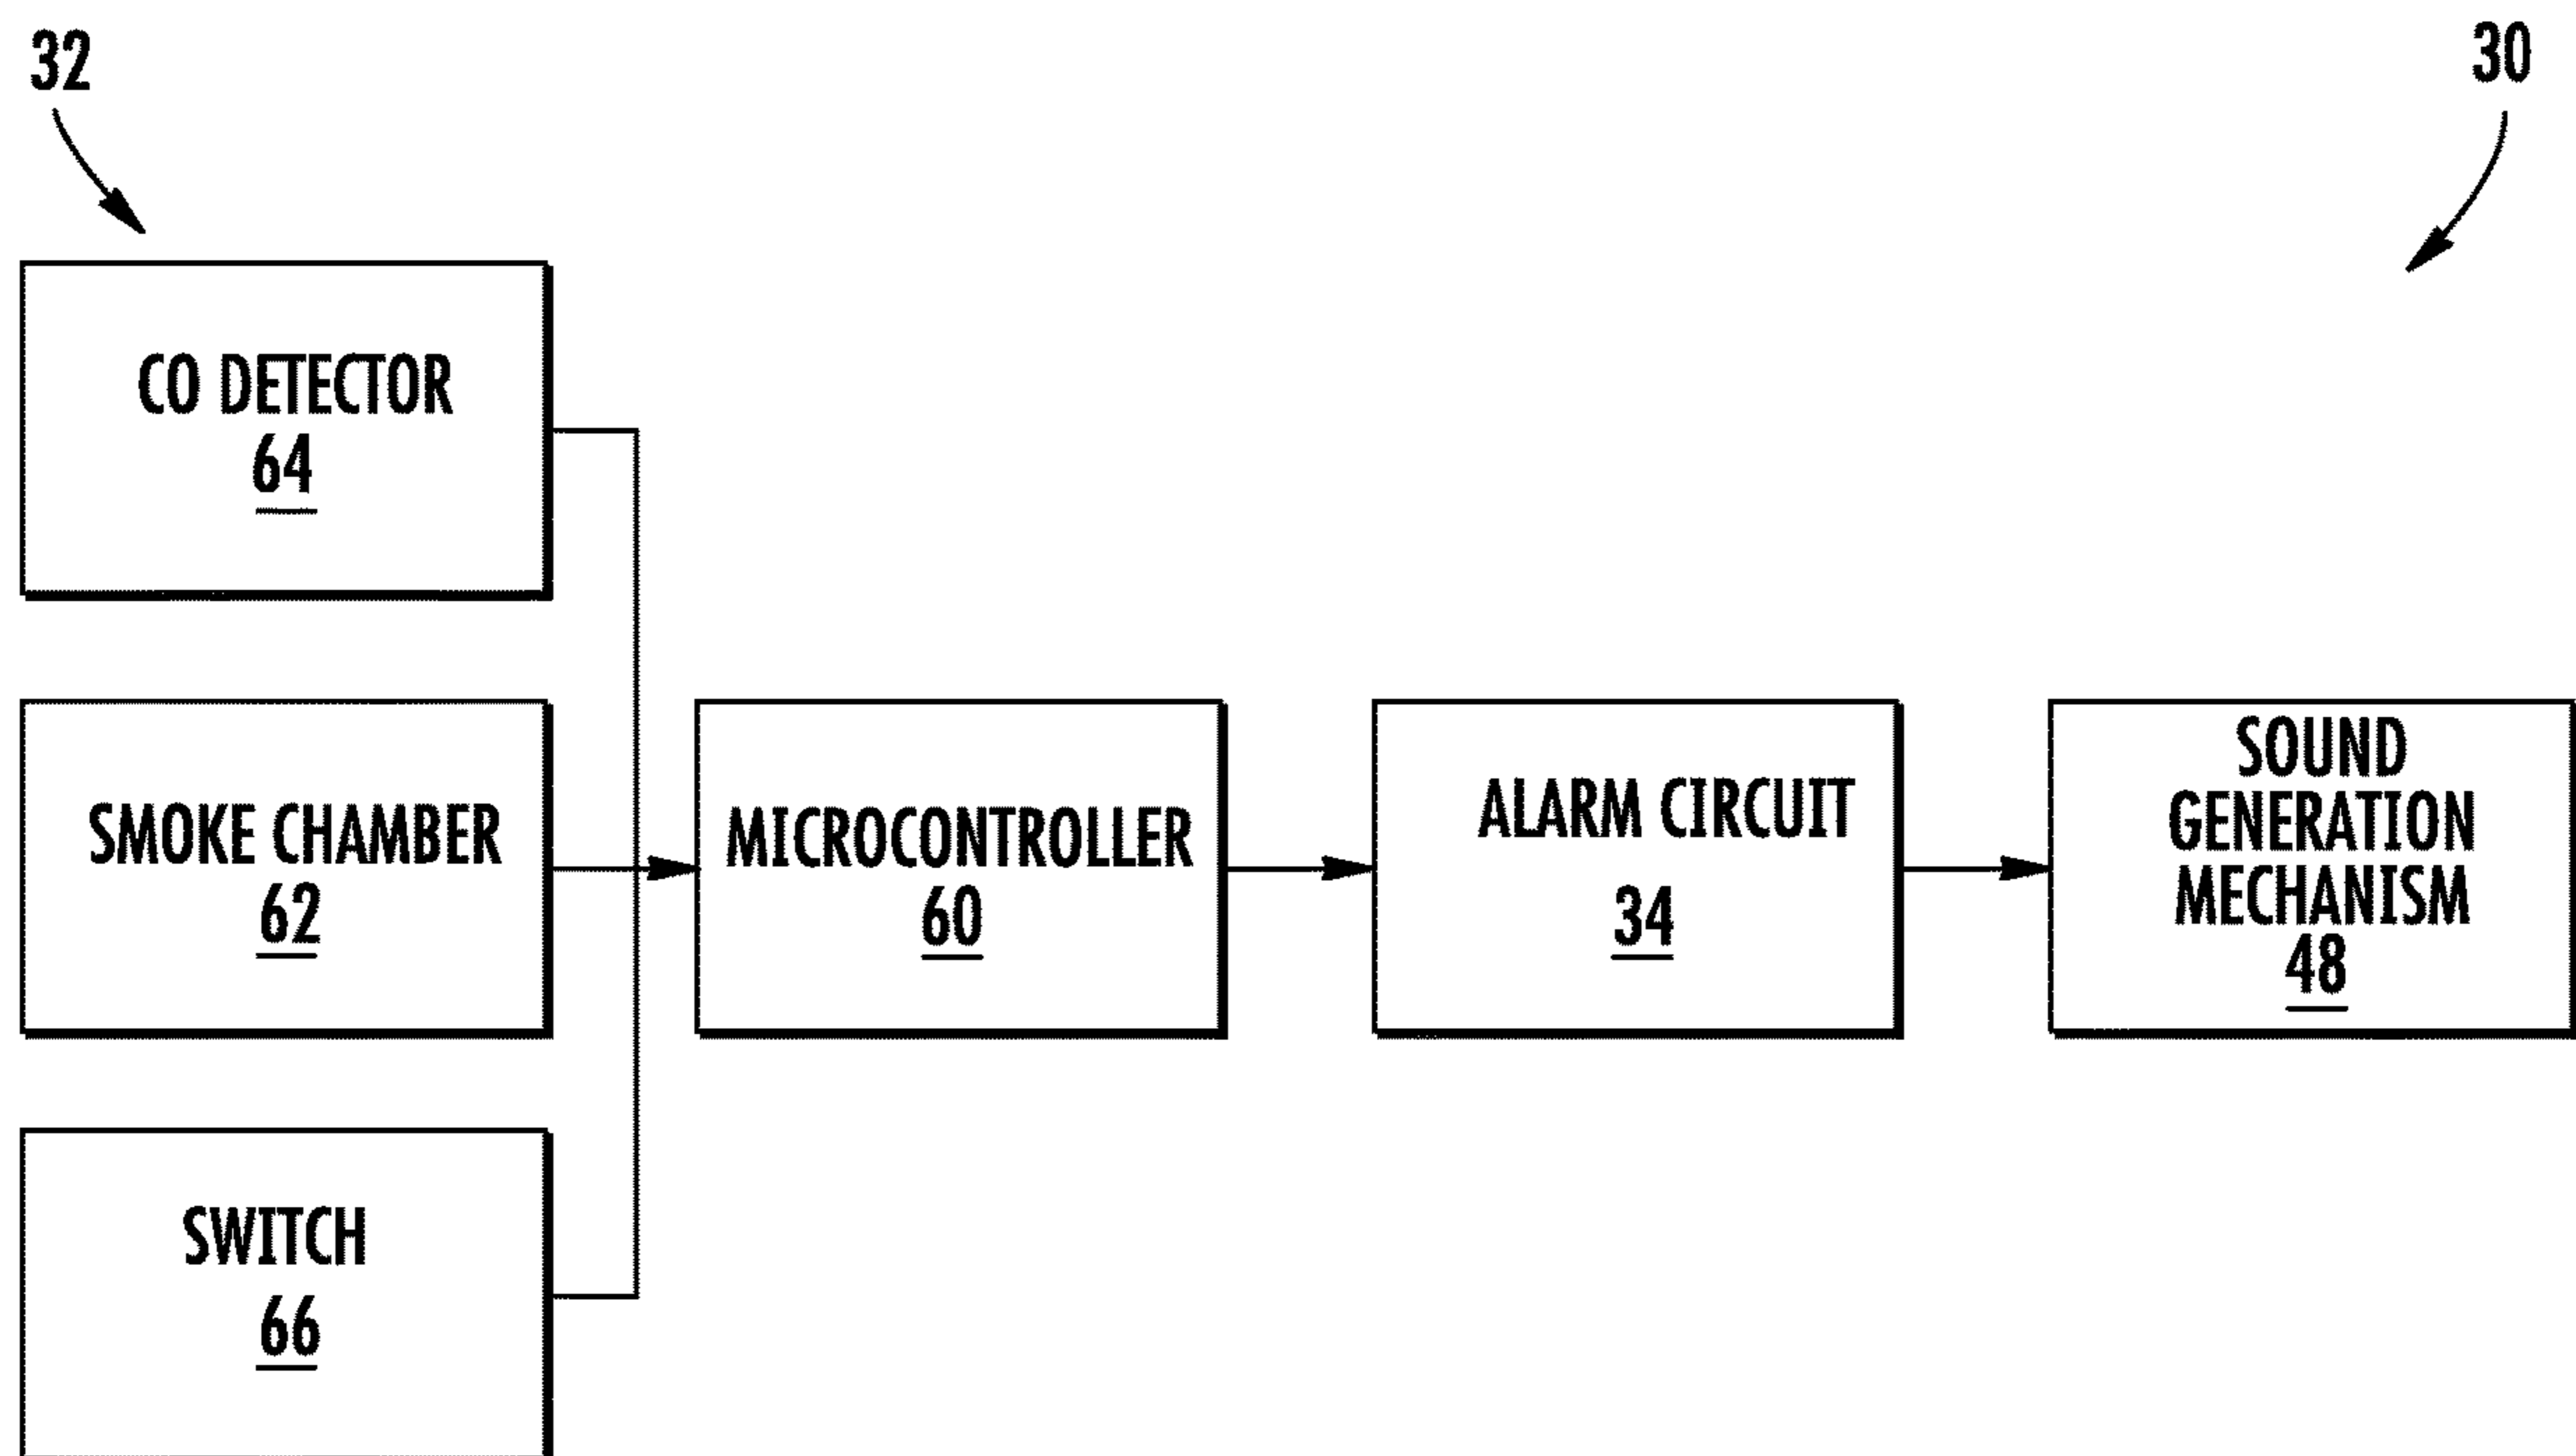 32
30
CO DETECTOR
64
SMOKE CHAMBER
62
MICROCONTROLLER
60
ALARM CIRCUIT
34
SOUND
GENERATION
MECHANISM
48
SWITCH
66